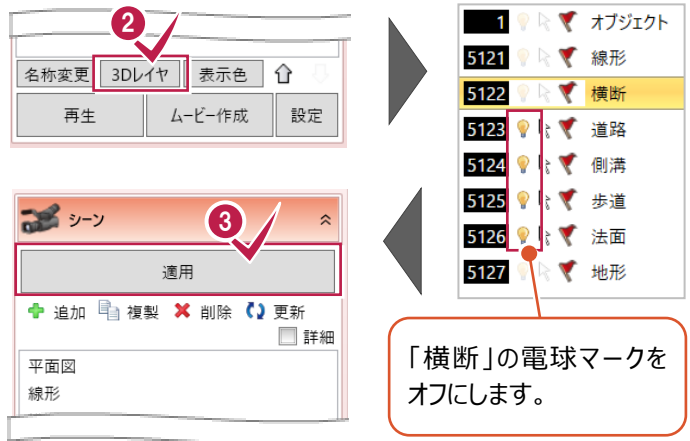 2
名称変更 3Dレイヤ 表示色
再生 ムービー作成 設定
1 オブジェクト
5121 線形
5122 横断
5123 道路
5124 側溝
5125 歩道
5126 法面
5127 地形
シーン
3
適用
追加 複製 削除 更新
詳細
平面図
線形
「横断」の電球マークを
オフにします。